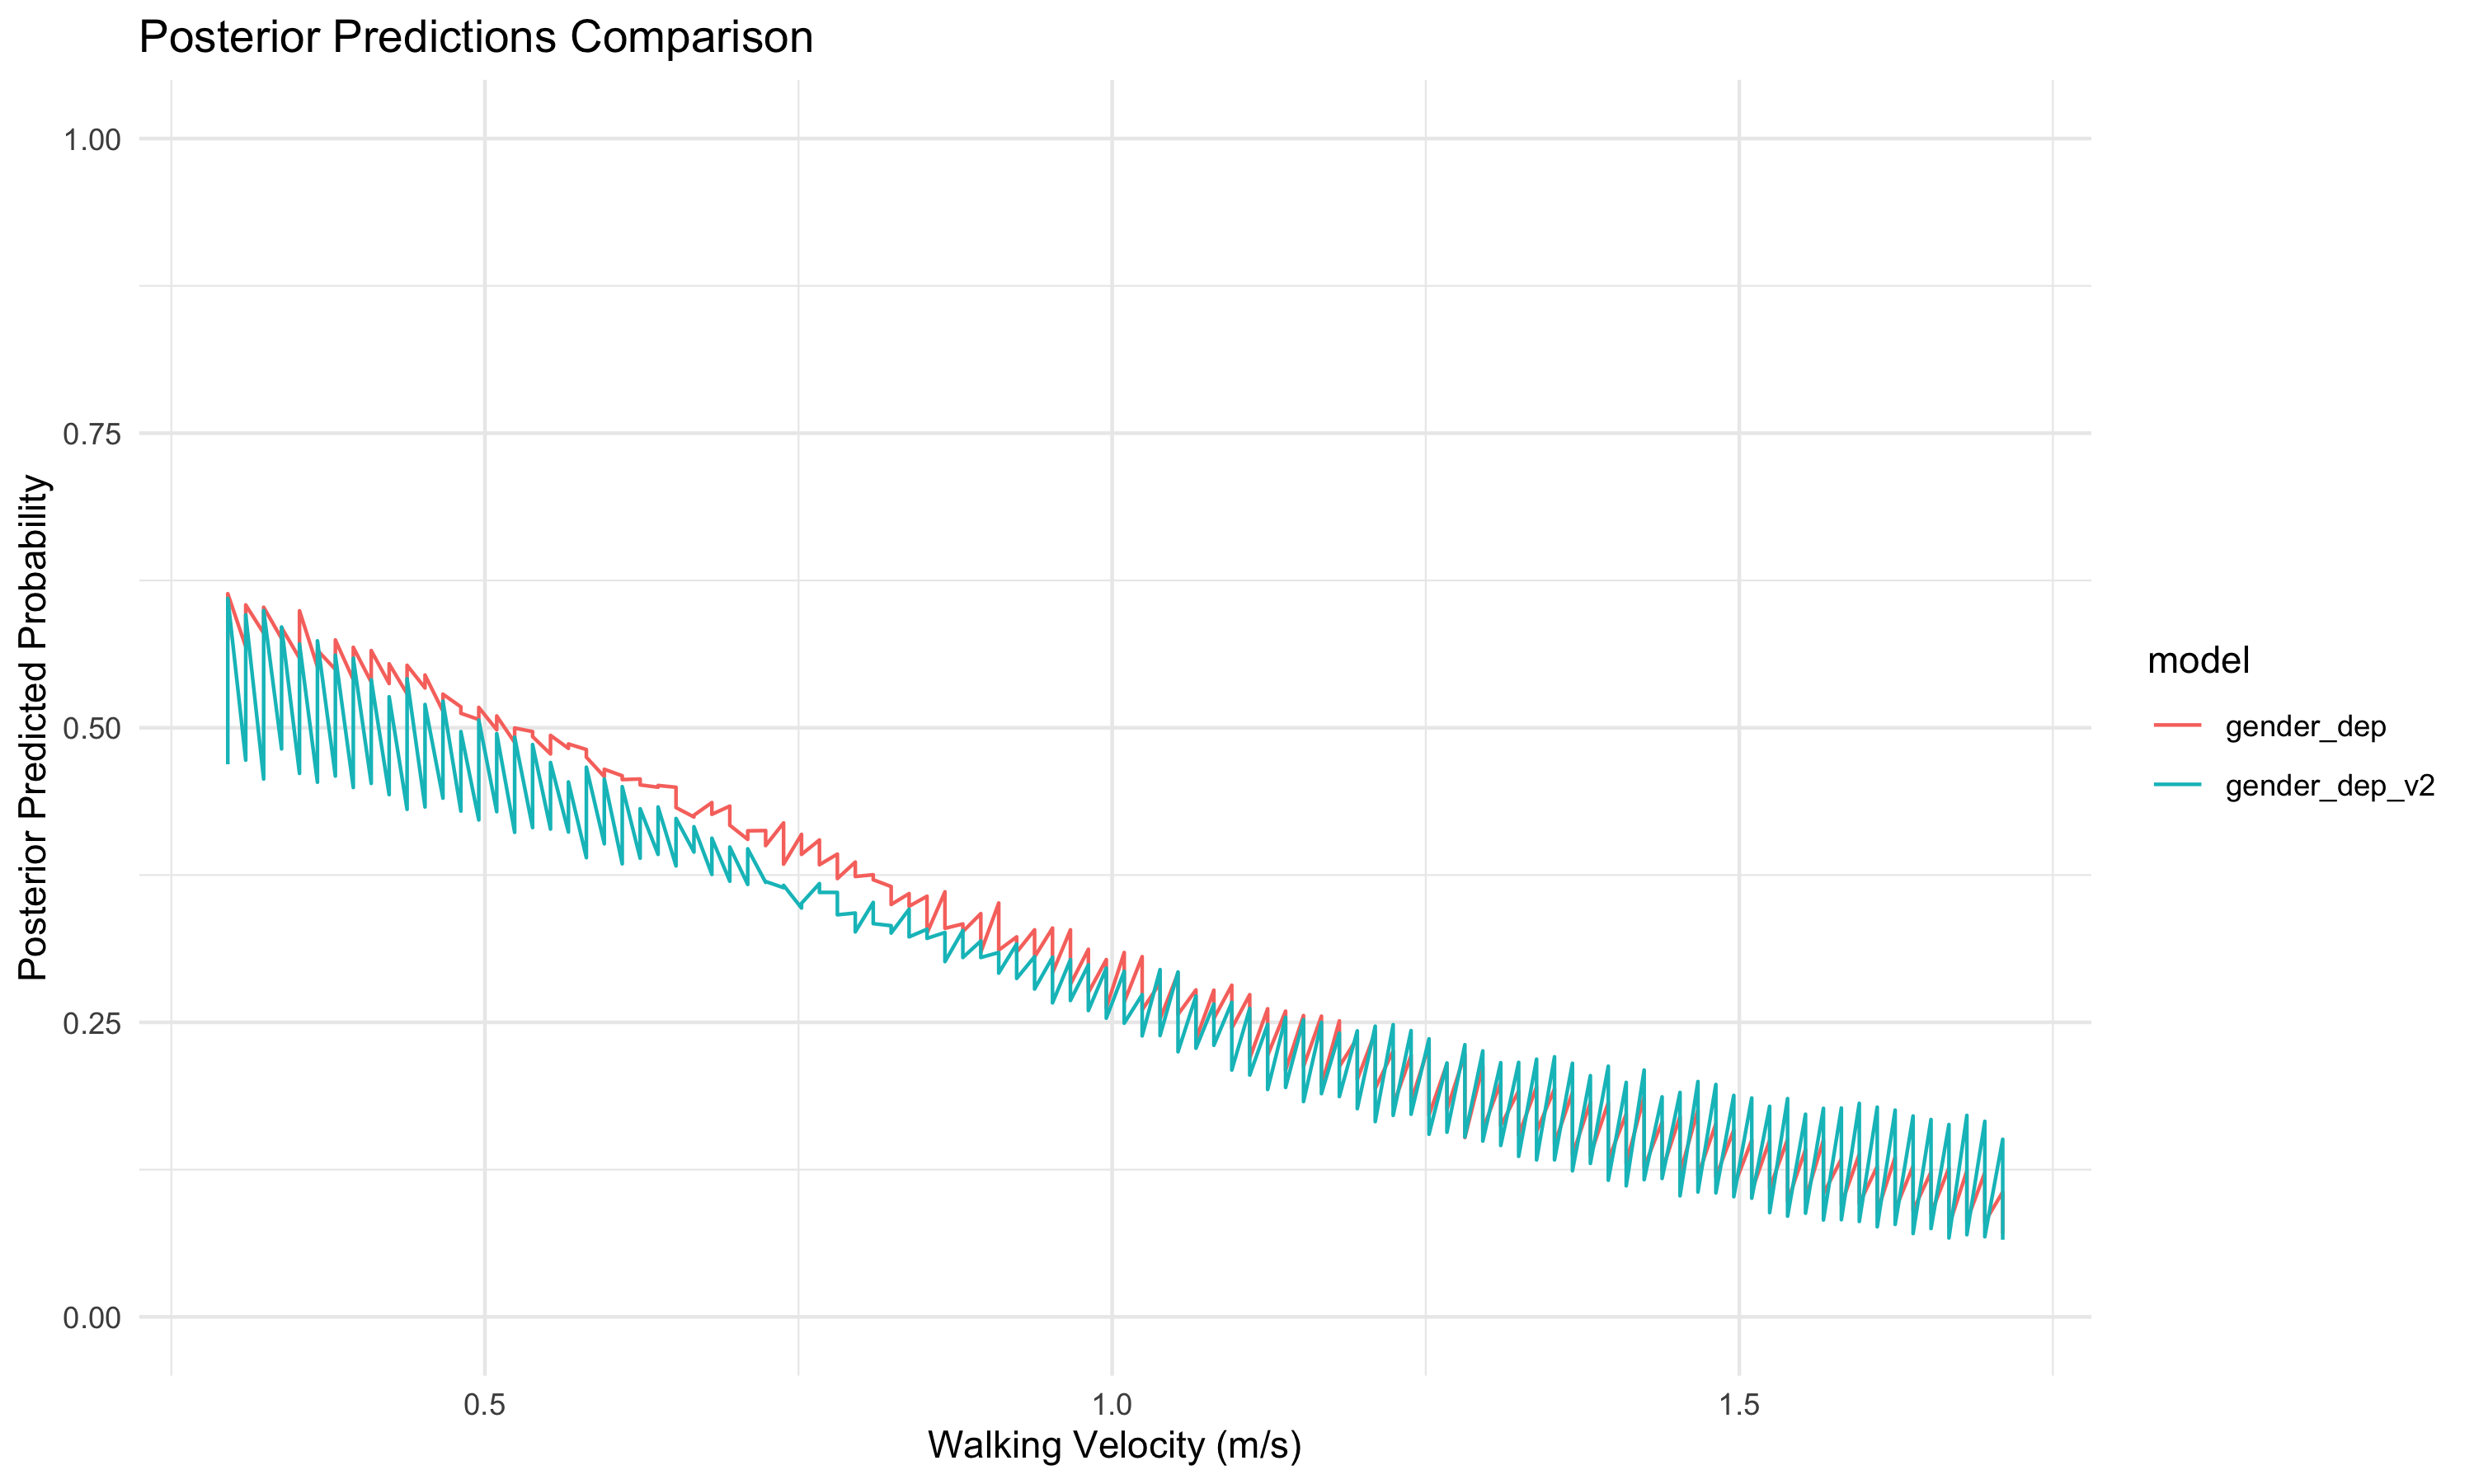 Posterior Predictions Comparison
Posterior Predicted Probability
1.00
0.75
0.50
0.25
0.00
0.5
1.0
1.5
Walking Velocity (m/s)
model
gender_dep
gender_dep_v2